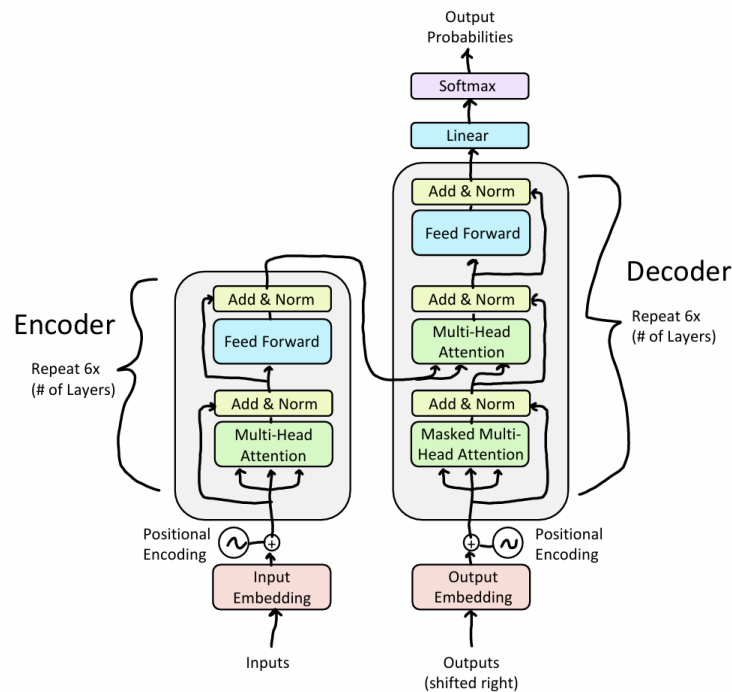 Output
Probabilities
Softmax
Linear
Add & Norm
Feed Forward
Add & Norm
Multi-Head
Attention
Add & Norm
Masked Multi-
Head Attention
Decoder
Repeat 6x
(# of Layers)
Encoder
Repeat 6x
(# of Layers)
Add & Norm
Feed Forward
Add & Norm
Multi-Head
Attention
Positional
Encoding
+
Input
Embedding
Inputs
+
Positional
Encoding
Output
Embedding
Outputs
(shifted right)